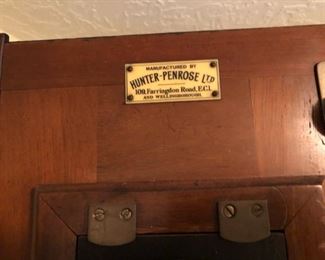 MANUFACTURED BY
HUNTER-PENROSE LTD
109, Farringdon Road, E.C.1.
AND WELLINGBOROUGH.